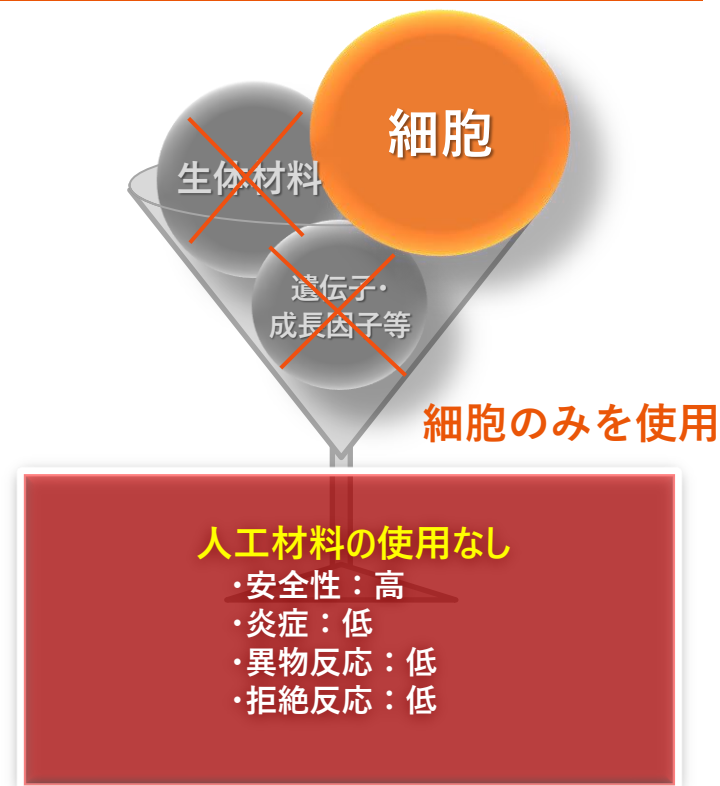 細胞
生体材料
遺伝子・
成長因子等
細胞のみを使用
人工材料の使用なし
・安全性：高
・炎症：低
・異物反応：低
・拒絶反応：低